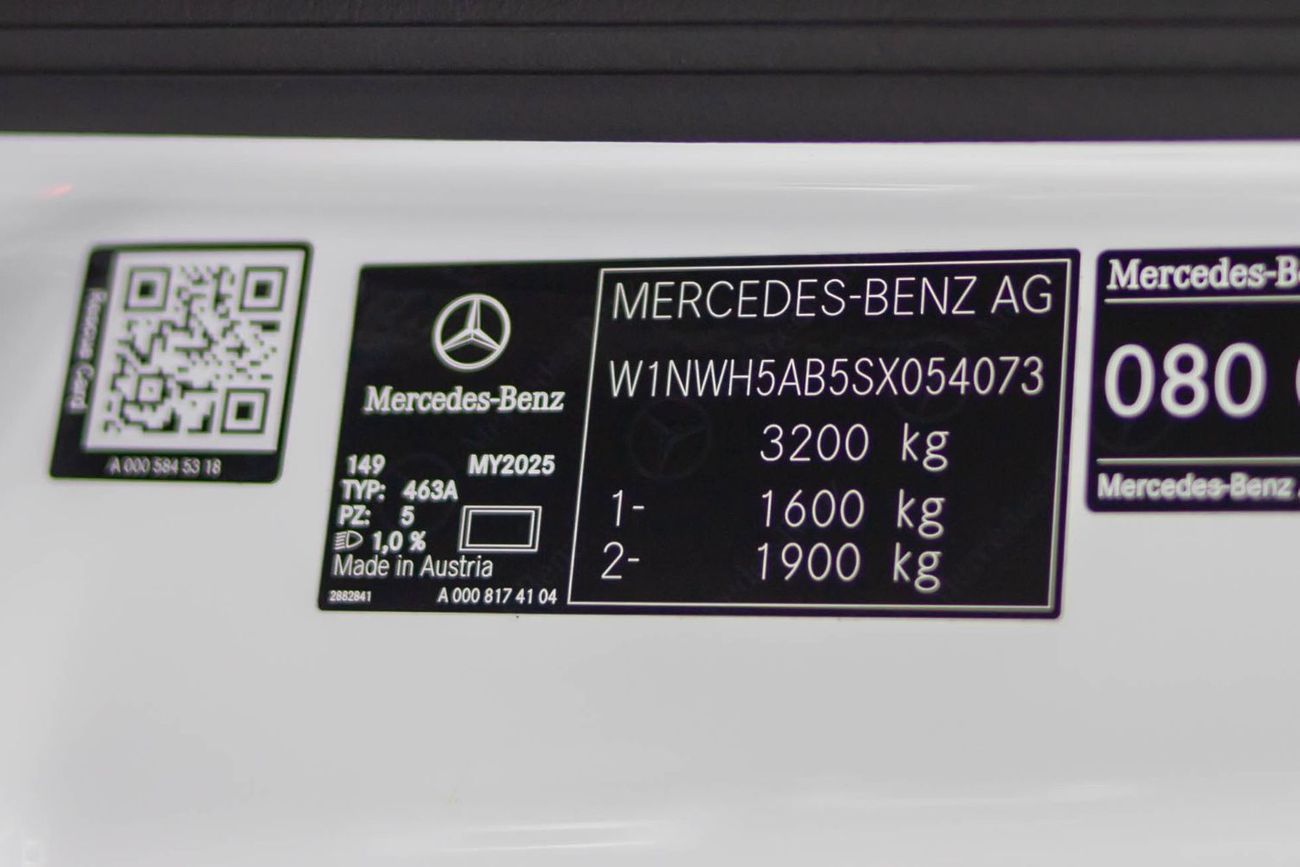 Rescue Card
A 000 584 53 18
Mercedes-Benz
149 MY2025
TYP: 463A
PZ: 5
1,0 %
Made in Austria
2882841 A 000 817 41 04
MERCEDES-BENZ AG
W1NWH5AB5SX054073
3200 kg
1- 1600 kg
2- 1900 kg
Mercedes-B
080
Mercedes-Benz